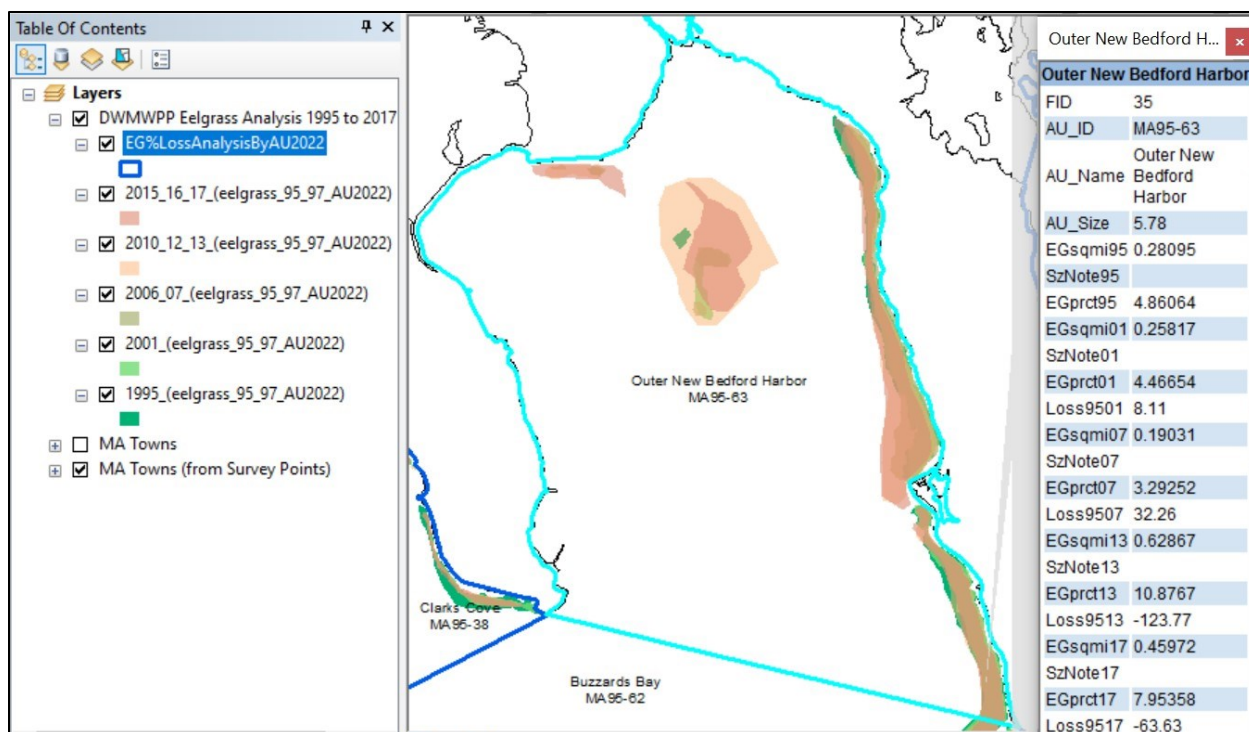 Table Of Contents
Layers
DWMWPP Eelgrass Analysis 1995 to 2017
EG%LossAnalysisByAU2022
2015_16_17_(eelgrass_95_97_AU2022)
2010_12_13_(eelgrass_95_97_AU2022)
2006_07_(eelgrass_95_97_AU2022)
2001_(eelgrass_95_97_AU2022)
1995_(eelgrass_95_97_AU2022)
MA Towns
MA Towns (from Survey Points)
Outer New Bedford Harbor
MA95-63
Clarks Cove
MA95-38
Buzzards Bay
MA95-62
Outer New Bedford H...
Outer New Bedford Harbor
FID 35
AU_ID MA95-63
AU_Name Outer New
Bedford
Harbor
AU_Size 5.78
EGsqmi95 0.28095
SzNote95
EGprct95 4.86064
EGsqmi01 0.25817
SzNote01
EGprct01 4.46654
Loss9501 8.11
EGsqmi07 0.19031
SzNote07
EGprct07 3.29252
Loss9507 32.26
EGsqmi13 0.62867
SzNote13
EGprct13 10.8767
Loss9513 -123.77
EGsqmi17 0.45972
SzNote17
EGprct17 7.95358
Loss9517 -63.63